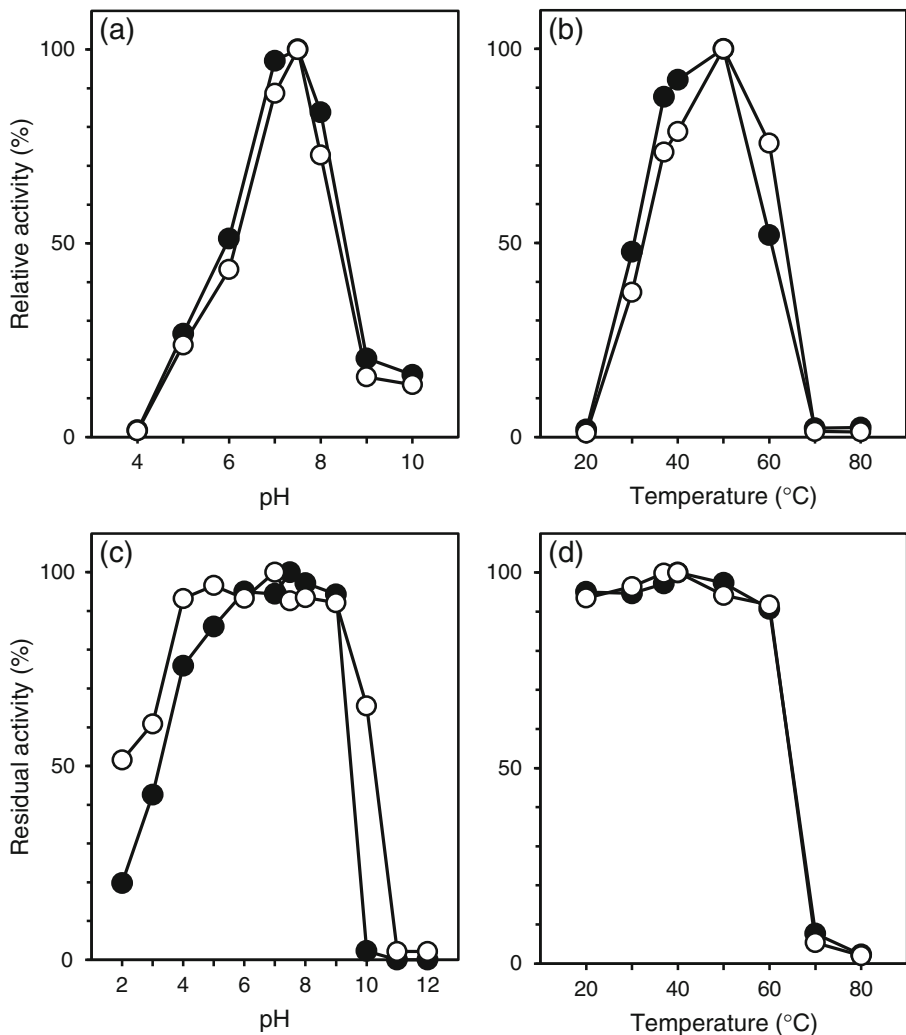 (a)
100
50
0
Relative activity (%)
4 6 8 10
pH
(b)
100
50
0
20 40 60 80
Temperature (°C)
(c)
100
50
0
Residual activity (%)
2 4 6 8 10 12
pH
(d)
100
50
0
20 40 60 80
Temperature (°C)